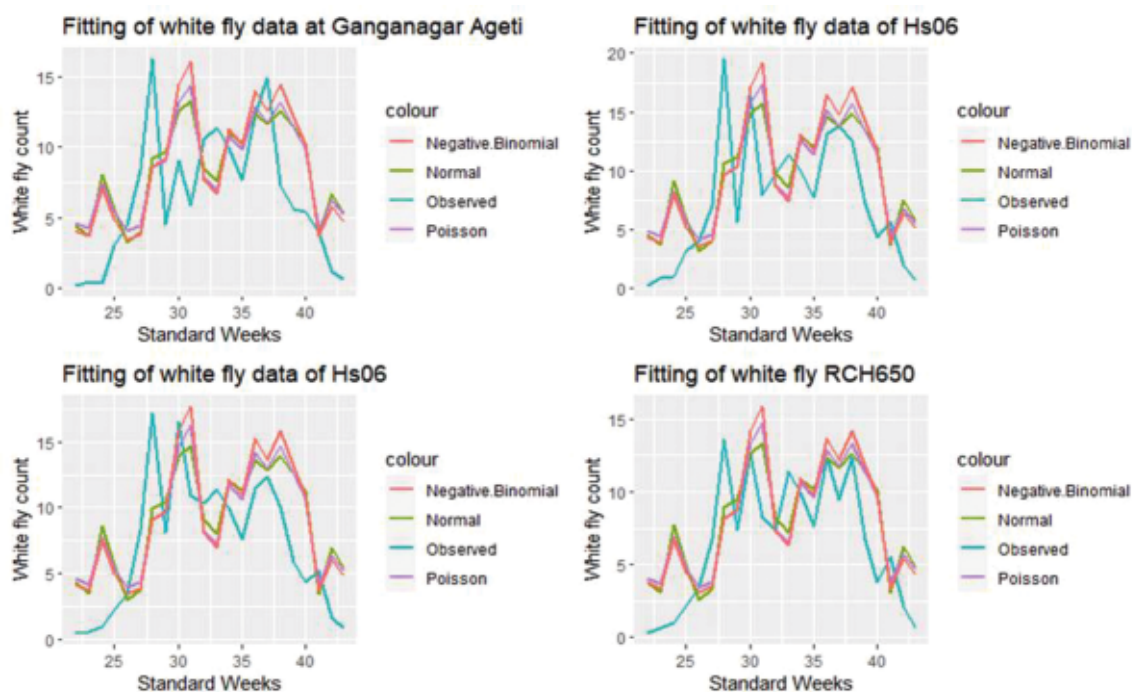 Fitting of white fly data at Ganganagar Ageti
White fly count
15
10
5
0
25
30
35
40
Standard Weeks
colour
Negative.Binomial
Normal
Observed
Poisson
Fitting of white fly data of Hs06
White fly count
20
15
10
5
0
25
30
35
40
Standard Weeks
colour
Negative.Binomial
Normal
Observed
Poisson
Fitting of white fly data of Hs06
White fly count
15
10
5
0
25
30
35
40
Standard Weeks
colour
Negative.Binomial
Normal
Observed
Poisson
Fitting of white fly RCH650
White fly count
15
10
5
0
25
30
35
40
Standard Weeks
colour
Negative.Binomial
Normal
Observed
Poisson